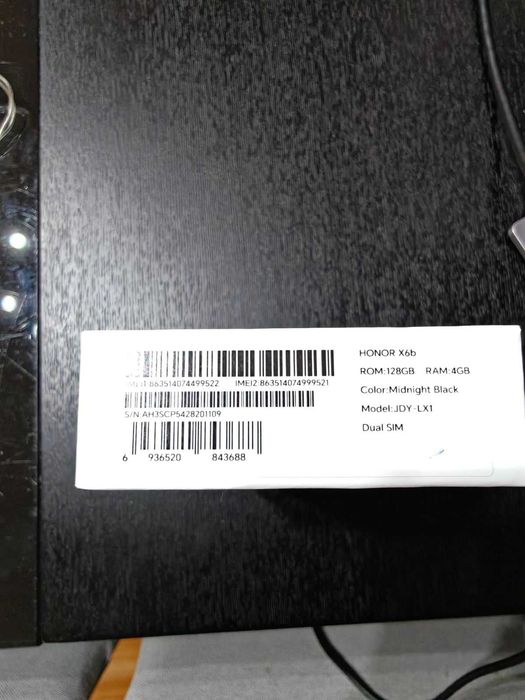 IMEI1:863514074499522 IMEI2:863514074999521
S/N:AH3SCP5428201109
6 936520 843688
HONOR X6b
ROM:128GB RAM:4GB
Color:Midnight Black
Model:JDY-LX1
Dual SIM